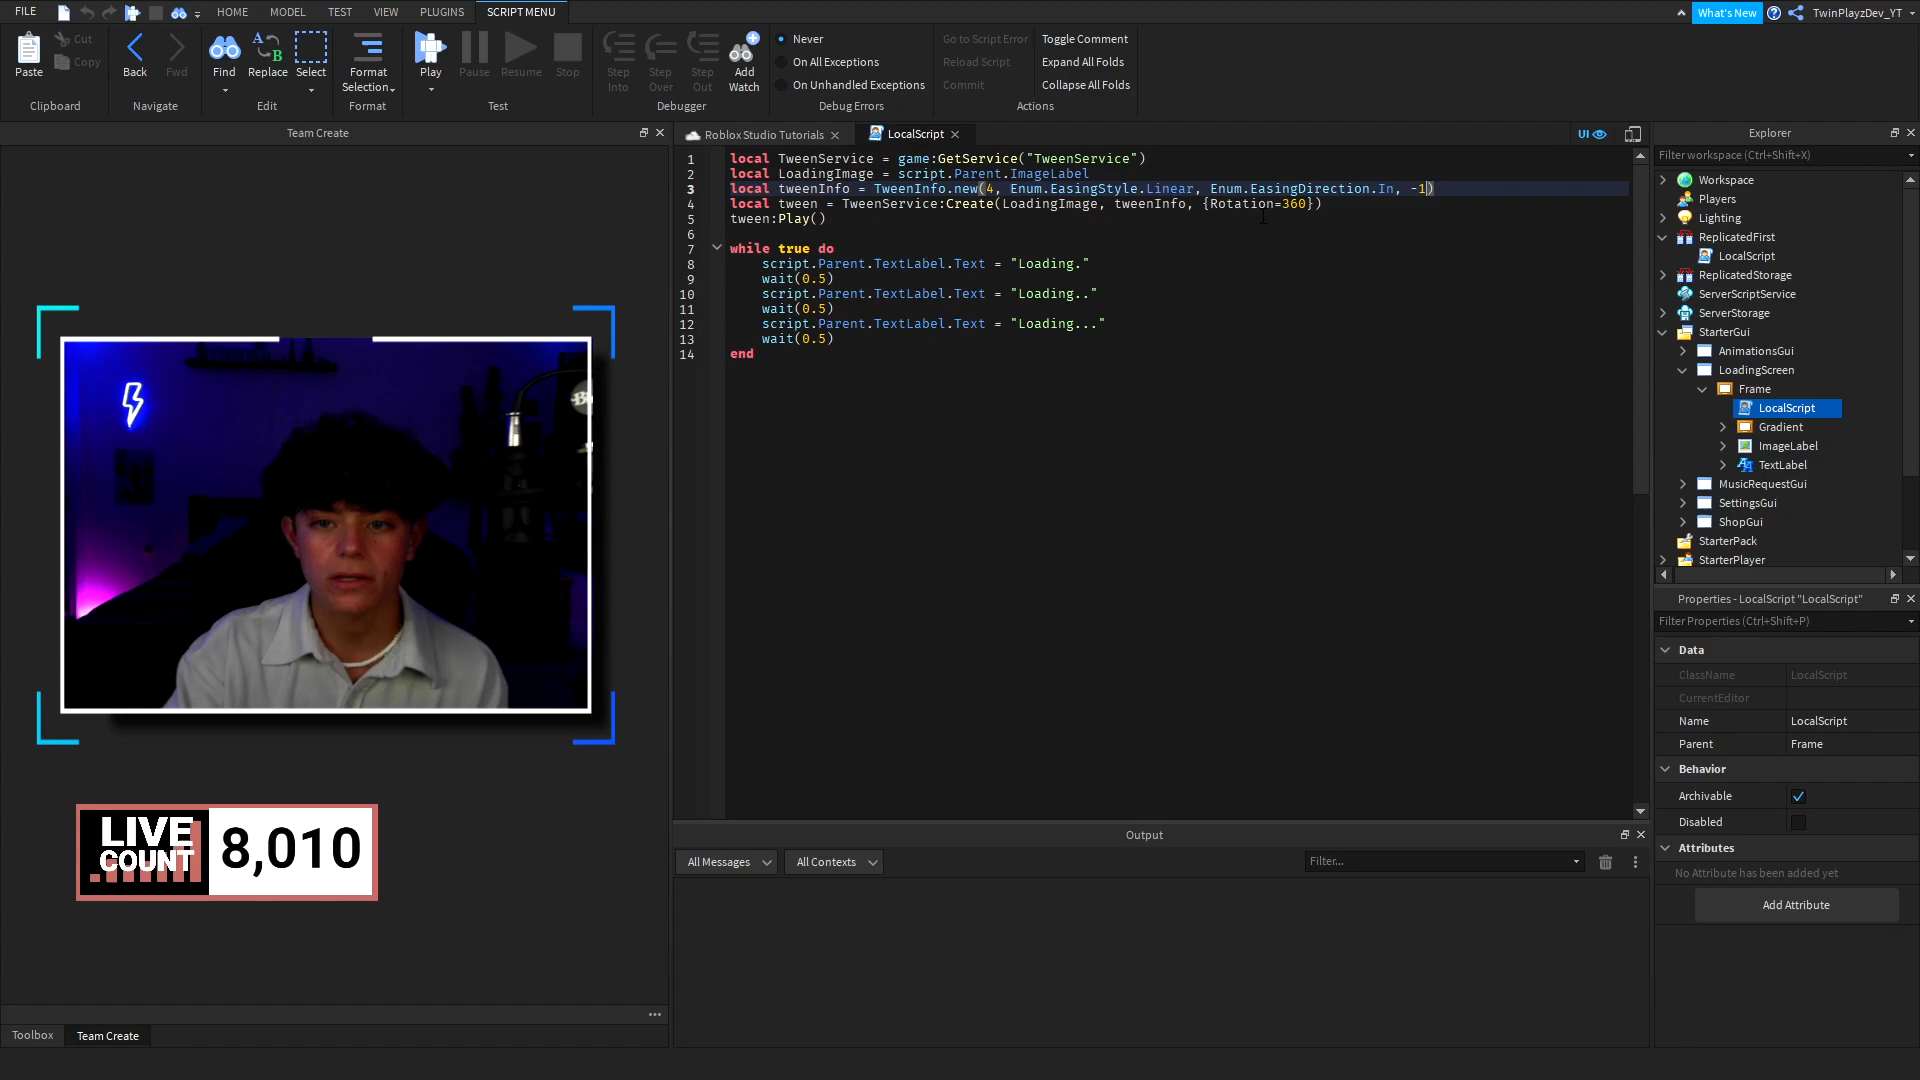 FILE HOME MODEL TEST VIEW PLUGINS SCRIPT MENU What's New TwinPlayzDev_YT
Paste Cut Copy Clipboard
Back Fwd Navigate
Find Replace Select Edit
Format Selection Format
Play Pause Resume Stop Test
Step Into Step Over Step Out Add Watch Debugger
Never
On All Exceptions
On Unhandled Exceptions
Debug Errors
Go to Script Error Toggle Comment
Reload Script Expand All Folds
Commit Collapse All Folds
Actions
Team Create
LIVE COUNT 8,010
Toolbox Team Create
Roblox Studio Tutorials LocalScript UI
1 local TweenService = game:GetService("TweenService")
2 local LoadingImage = script.Parent.ImageLabel
3 local tweenInfo = TweenInfo.new(4, Enum.EasingStyle.Linear, Enum.EasingDirection.In, -1)
4 local tween = TweenService:Create(LoadingImage, tweenInfo, {Rotation=360})
5 tween:Play()
6
7 while true do
8 script.Parent.TextLabel.Text = "Loading."
9 wait(0.5)
10 script.Parent.TextLabel.Text = "Loading.."
11 wait(0.5)
12 script.Parent.TextLabel.Text = "Loading..."
13 wait(0.5)
14 end
Output
All Messages All Contexts Filter...
Explorer
Filter workspace (Ctrl+Shift+X)
Workspace
Players
Lighting
ReplicatedFirst
LocalScript
ReplicatedStorage
ServerScriptService
ServerStorage
StarterGui
AnimationsGui
LoadingScreen
Frame
LocalScript
Gradient
ImageLabel
TextLabel
MusicRequestGui
SettingsGui
ShopGui
StarterPack
StarterPlayer
Properties - LocalScript "LocalScript"
Filter Properties (Ctrl+Shift+P)
Data
ClassName LocalScript
CurrentEditor
Name LocalScript
Parent Frame
Behavior
Archivable
Disabled
Attributes
No Attribute has been added yet
Add Attribute